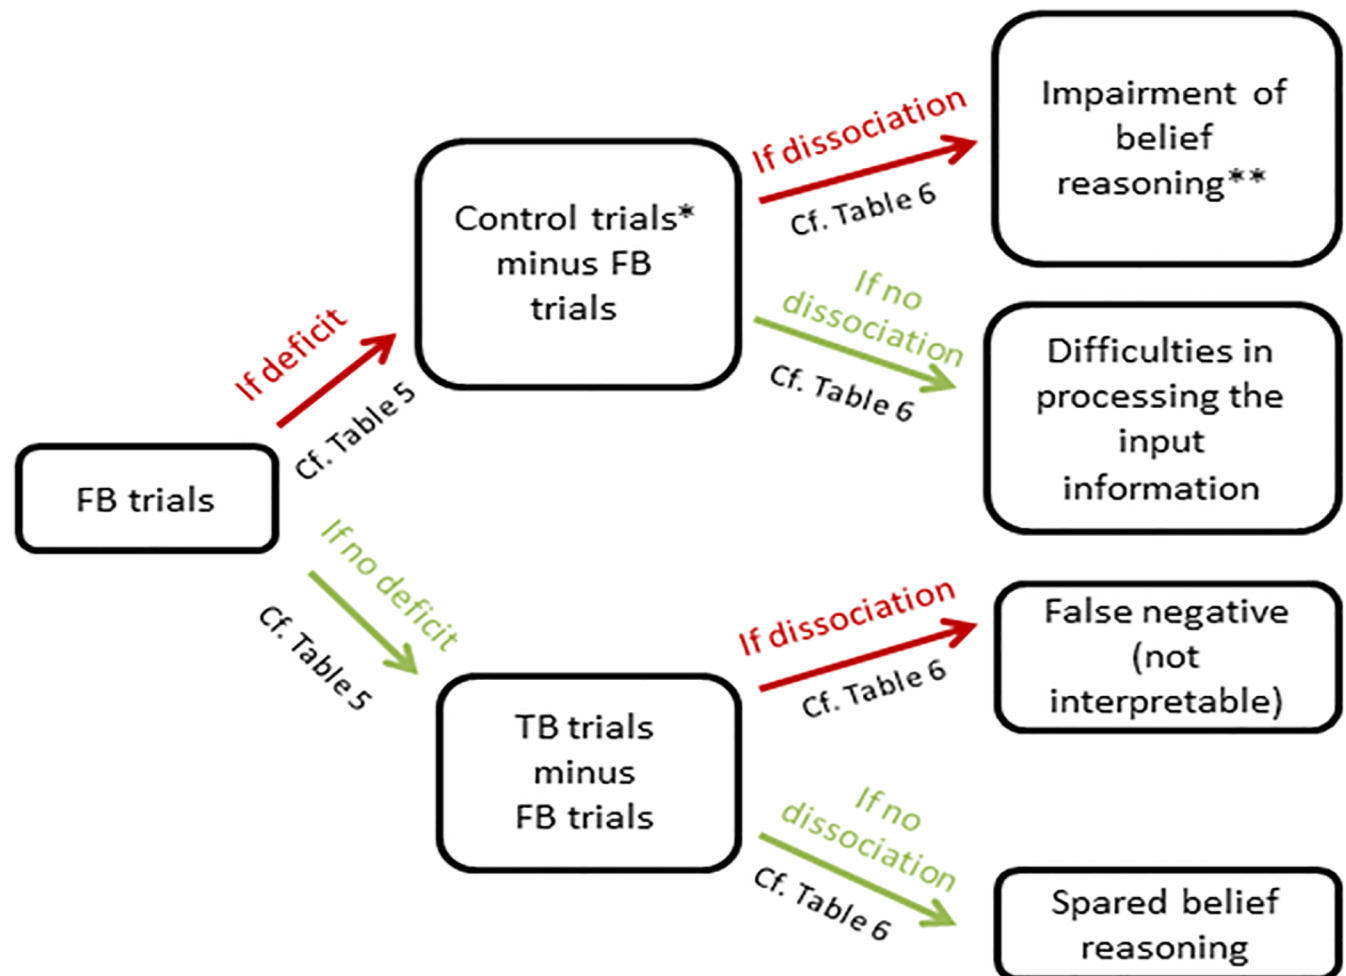 FB trials
If deficit
Cf. Table 5
If no deficit
Cf. Table 5
Control trials*
minus FB
trials
If dissociation
Cf. Table 6
If no
dissociation
Cf. Table 6
TB trials
minus
FB trials
If dissociation
Cf. Table 6
If no
dissociation
Cf. Table 6
Impairment of
belief
reasoning**
Difficulties in
processing the
input
information
False negative
(not
interpretable)
Spared belief
reasoning